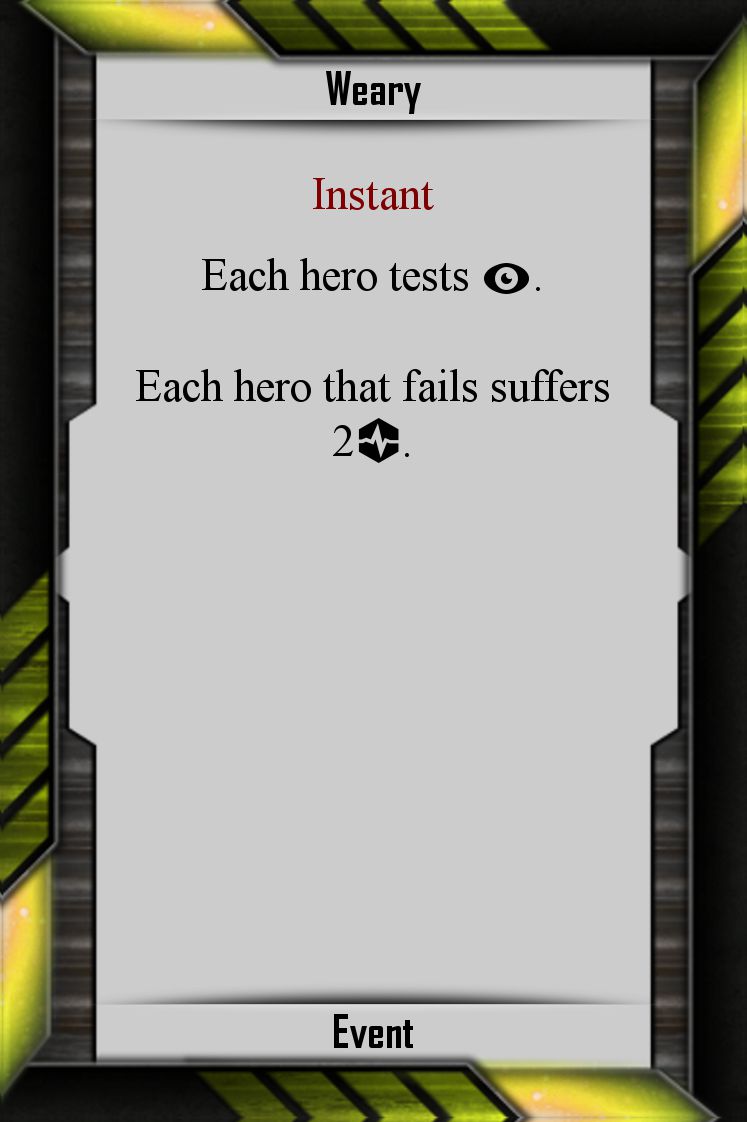 Weary
Instant
Each hero tests .
Each hero that fails suffers
2.
Event